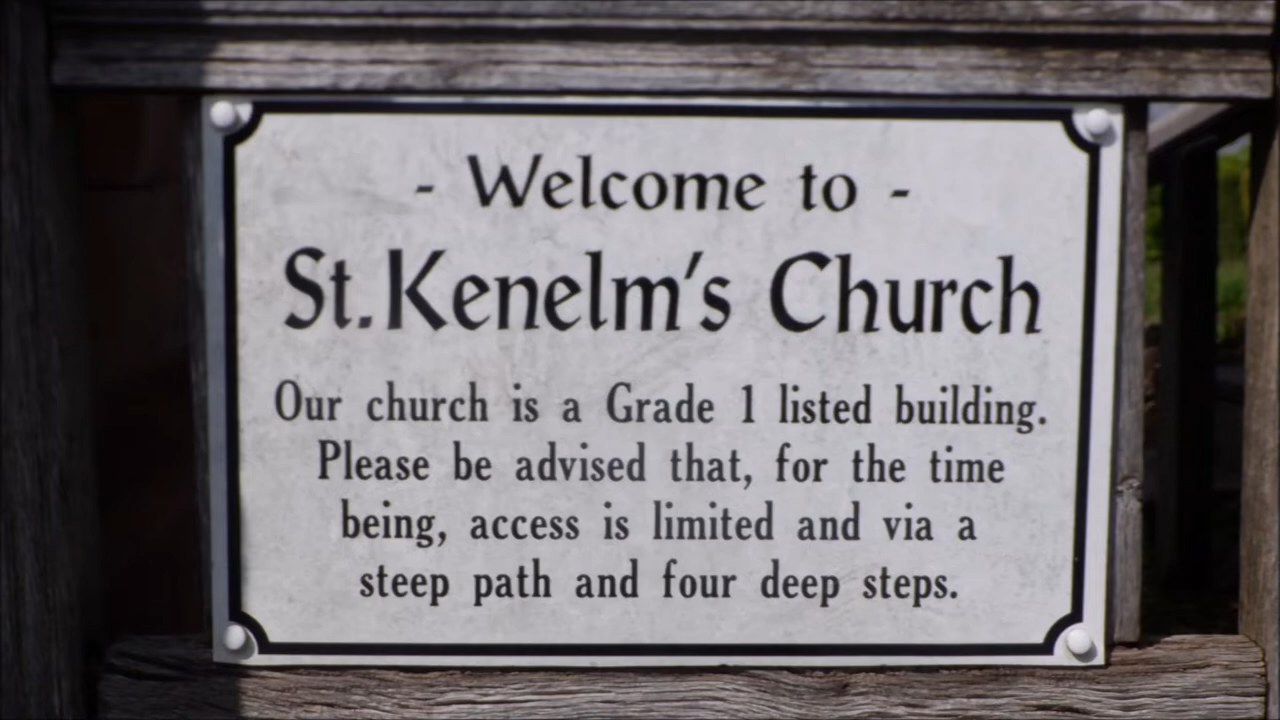 - Welcome to -
St. Kenelm's Church
Our church is a Grade 1 listed building.
Please be advised that, for the time
being, access is limited and via a
steep path and four deep steps.